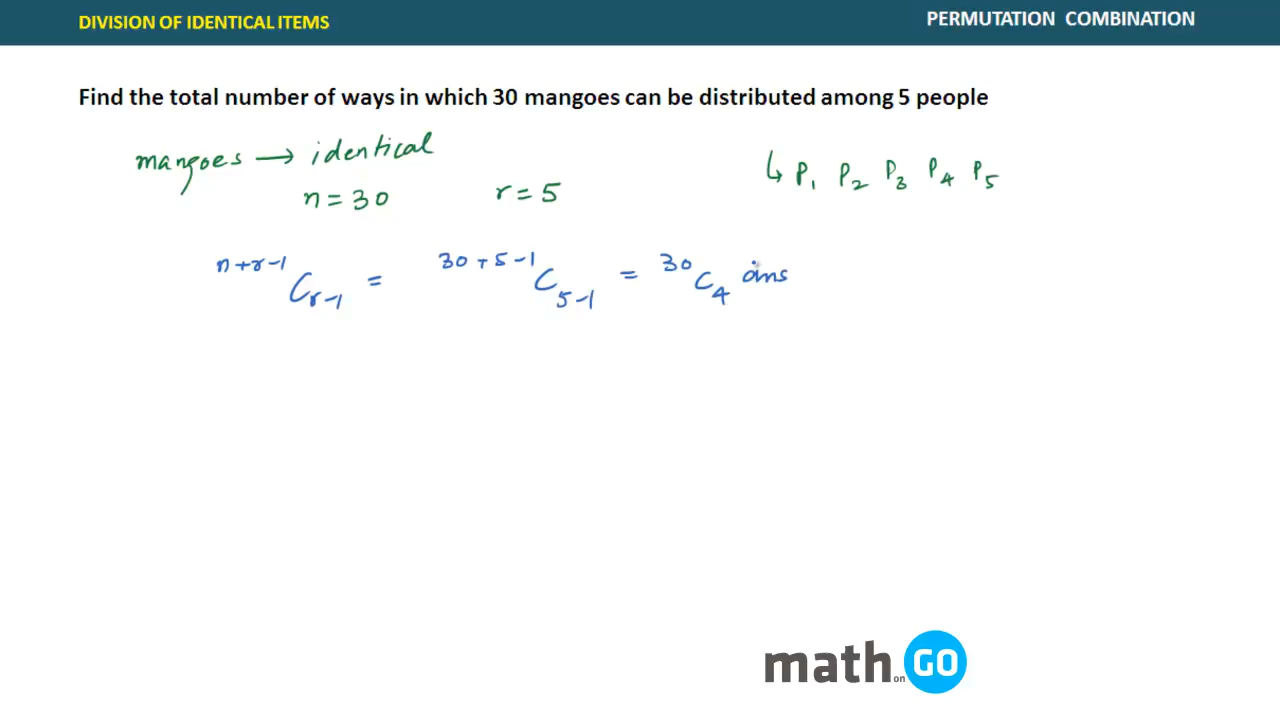 DIVISION OF IDENTICAL ITEMS
PERMUTATION COMBINATION
Find the total number of ways in which 30 mangoes can be distributed among 5 people
mangoes → identical
↳ P₁ P₂ P₃ P₄ P₅
n = 30 r = 5
ⁿ⁺ʳ⁻¹Cᵣ₋₁ = ³⁰⁺⁵⁻¹C₅₋₁ = ³⁰C₄ ans
math on GO